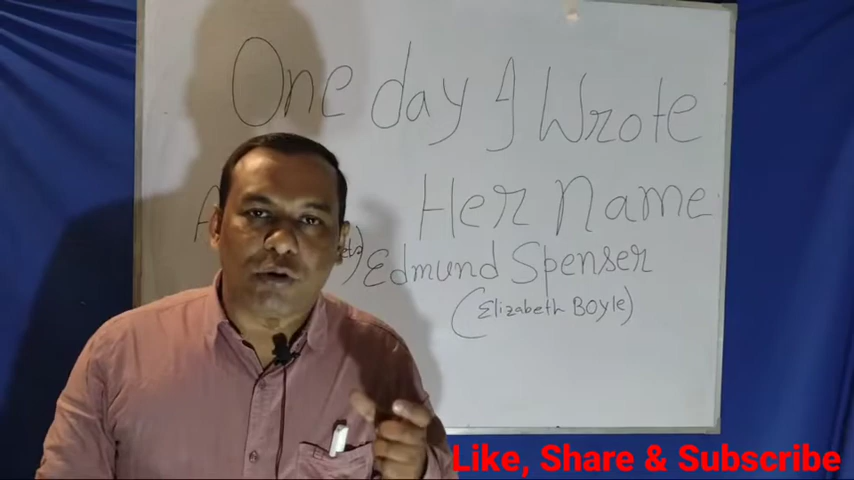 One day I Wrote
Her Name
Edmund Spenser
(Elizabeth Boyle)
Like, Share & Subscribe